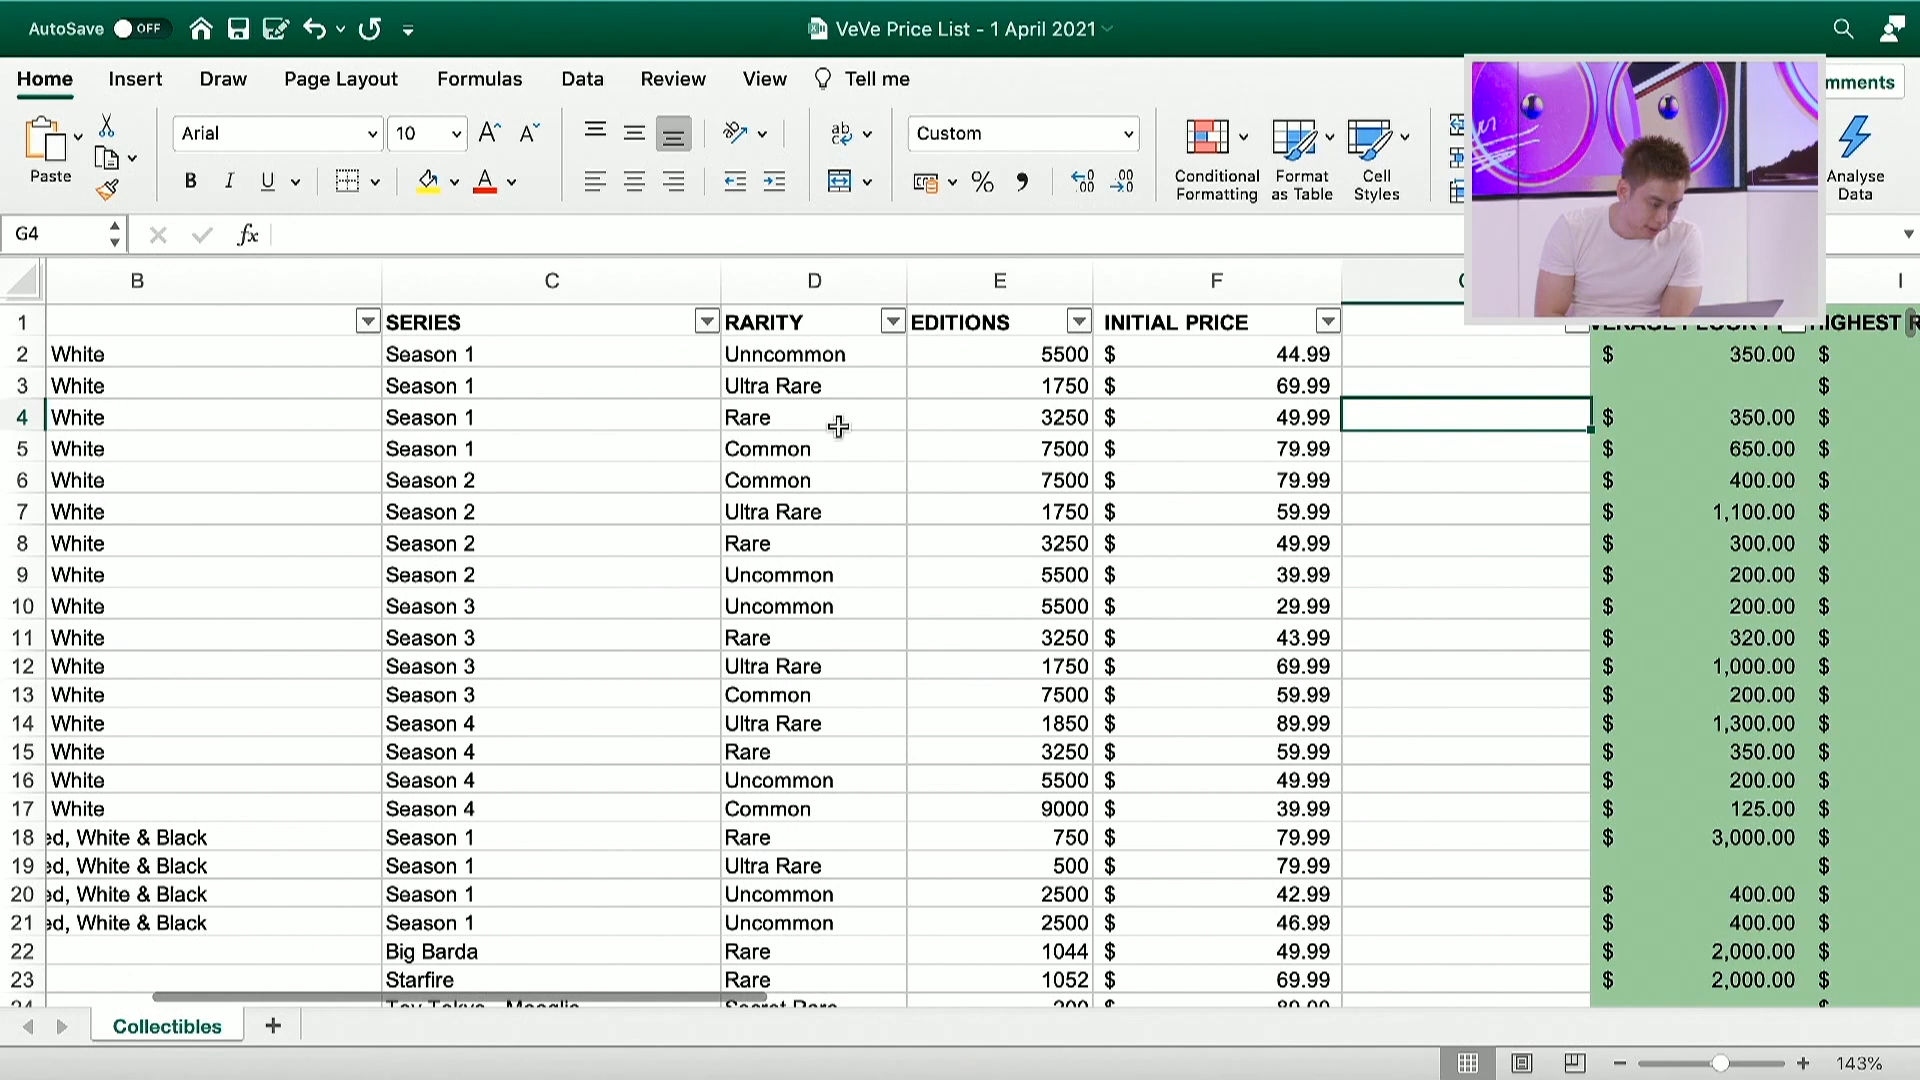 AutoSave OFF VeVe Price List - 1 April 2021
Home Insert Draw Page Layout Formulas Data Review View Tell me mments
Paste Arial 10 Custom Conditional Formatting Format as Table Cell Styles Analyse Data
B I U A
G4 fx
B C D E F I
1 SERIES RARITY EDITIONS INITIAL PRICE
2 White Season 1 Unncommon 5500 $ 44.99 $ 350.00 $
3 White Season 1 Ultra Rare 1750 $ 69.99 $
4 White Season 1 Rare 3250 $ 49.99 $ 350.00 $
5 White Season 1 Common 7500 $ 79.99 $ 650.00 $
6 White Season 2 Common 7500 $ 79.99 $ 400.00 $
7 White Season 2 Ultra Rare 1750 $ 59.99 $ 1,100.00 $
8 White Season 2 Rare 3250 $ 49.99 $ 300.00 $
9 White Season 2 Uncommon 5500 $ 39.99 $ 200.00 $
10 White Season 3 Uncommon 5500 $ 29.99 $ 200.00 $
11 White Season 3 Rare 3250 $ 43.99 $ 320.00 $
12 White Season 3 Ultra Rare 1750 $ 69.99 $ 1,000.00 $
13 White Season 3 Common 7500 $ 59.99 $ 200.00 $
14 White Season 4 Ultra Rare 1850 $ 89.99 $ 1,300.00 $
15 White Season 4 Rare 3250 $ 59.99 $ 350.00 $
16 White Season 4 Uncommon 5500 $ 49.99 $ 200.00 $
17 White Season 4 Common 9000 $ 39.99 $ 125.00 $
18 ed, White & Black Season 1 Rare 750 $ 79.99 $ 3,000.00 $
19 ed, White & Black Season 1 Ultra Rare 500 $ 79.99 $
20 ed, White & Black Season 1 Uncommon 2500 $ 42.99 $ 400.00 $
21 ed, White & Black Season 1 Uncommon 2500 $ 46.99 $ 400.00 $
22 Big Barda Rare 1044 $ 49.99 $ 2,000.00 $
23 Starfire Rare 1052 $ 69.99 $ 2,000.00 $
Collectibles
143%